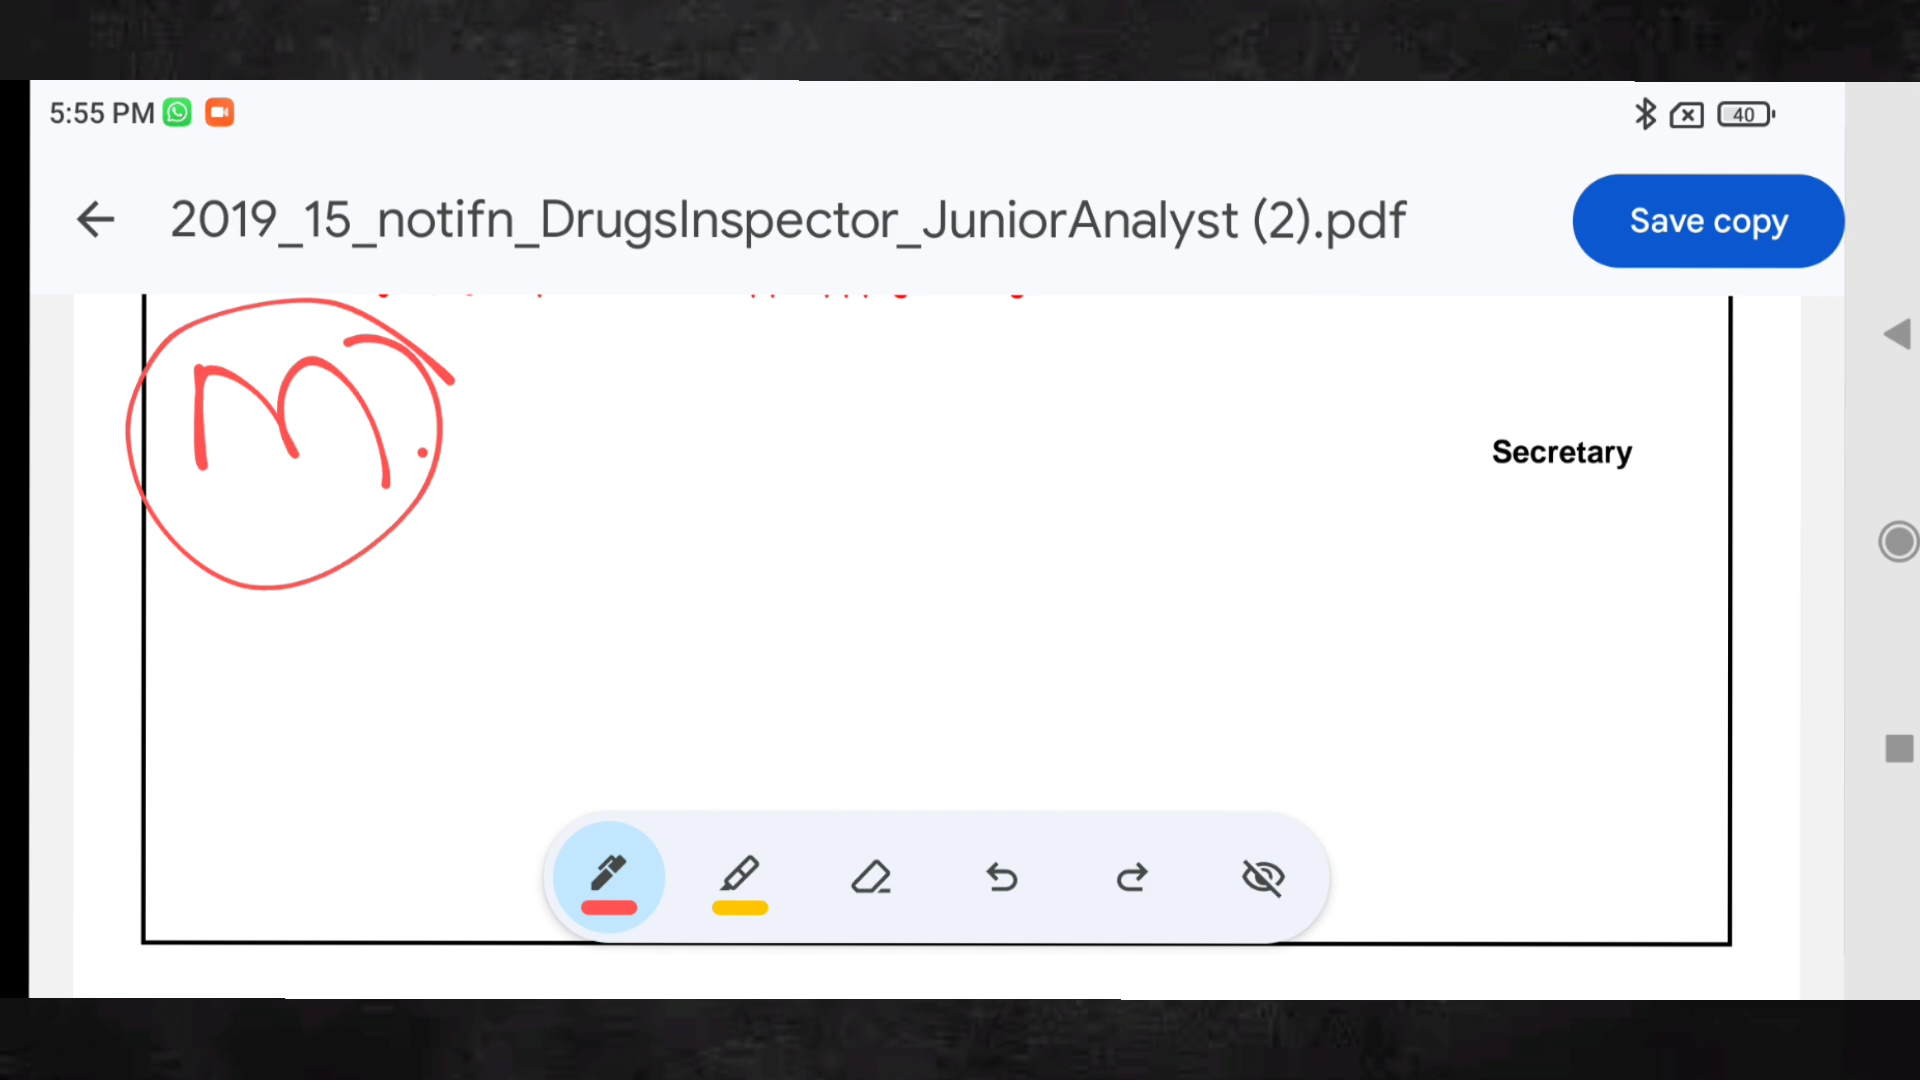 5:55 PM
40
2019_15_notifn_DrugsInspector_JuniorAnalyst (2).pdf
Save copy
m.
Secretary